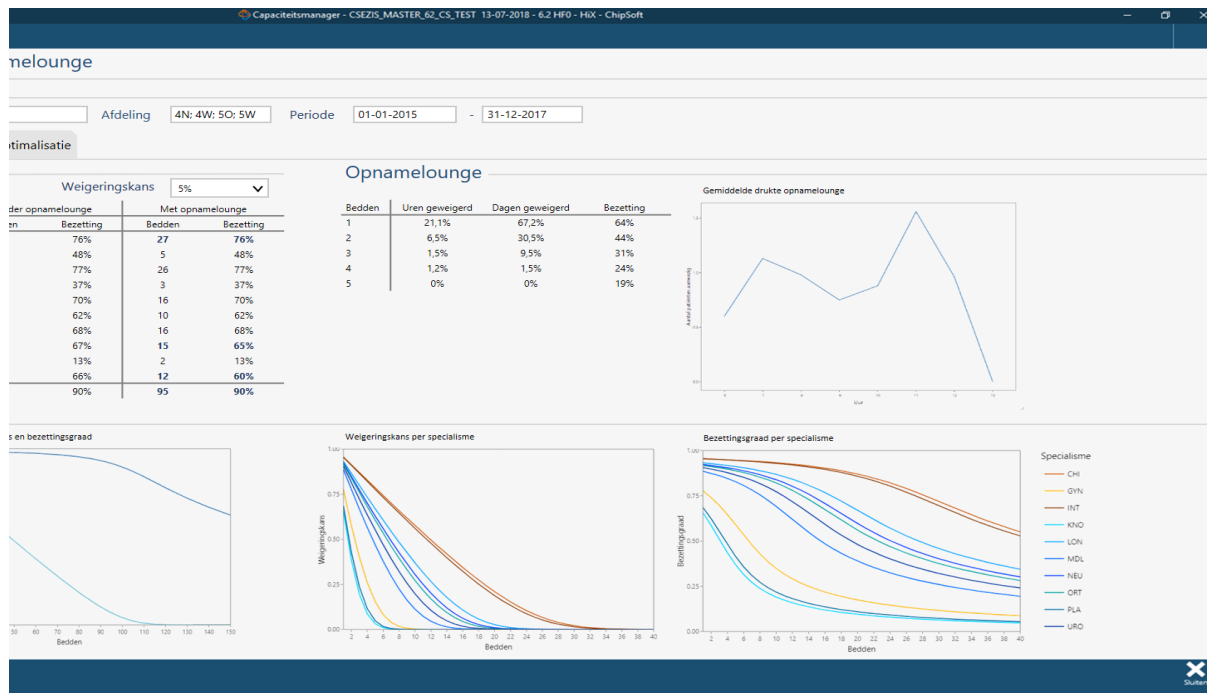 Capaciteitsmanager - CSEZIS_MASTER_62_CS_TEST 13-07-2018 - 6.2 HF0 - HiX - ChipSoft
melounge
Afdeling 4N; 4W; 5O; 5W Periode 01-01-2015 - 31-12-2017
timalisatie
Weigeringskans 5%
der opnamelounge Met opnamelounge
en Bezetting Bedden Bezetting
76% 27 76%
48% 5 48%
77% 26 77%
37% 3 37%
70% 16 70%
62% 10 62%
68% 16 68%
67% 15 65%
13% 2 13%
66% 12 60%
90% 95 90%
Opnamelounge
Bedden Uren geweigerd Dagen geweigerd Bezetting
1 21,1% 67,2% 64%
2 6,5% 30,5% 44%
3 1,5% 9,5% 31%
4 1,2% 1,5% 24%
5 0% 0% 19%
Gemiddelde drukte opnamelounge
s en bezettingsgraad
50 60 70 80 90 100 110 120 130 140 150
Bedden
Weigeringskans per specialisme
Weigeringskans
1.00
0.75
0.50
0.25
0.00
2 4 6 8 10 12 14 16 18 20 22 24 26 28 30 32 34 36 38 40
Bedden
Bezettingsgraad per specialisme
Bezettingsgraad
1.00
0.75
0.50
0.25
0.00
2 4 6 8 10 12 14 16 18 20 22 24 26 28 30 32 34 36 38 40
Bedden
Specialisme
CHI
GYN
INT
KNO
LON
MDL
NEU
ORT
PLA
URO
Sluiten